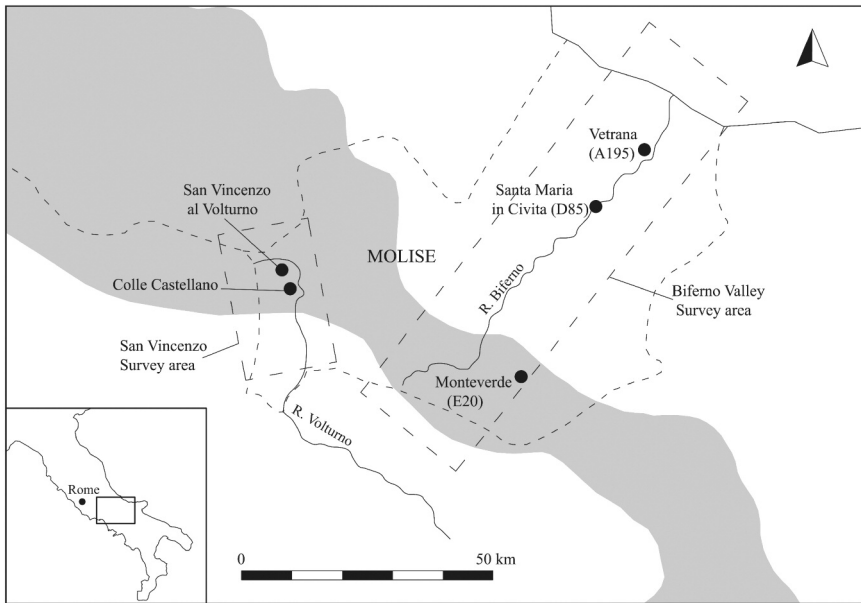 Vetrana
(A195)
San Vincenzo
al Volturno
Santa Maria
in Civita (D85)
MOLISE
Colle Castellano
R. Biferno
Biferno Valley
Survey area
San Vincenzo
Survey area
Monteverde
(E20)
R. Volturno
Rome
0
50 km